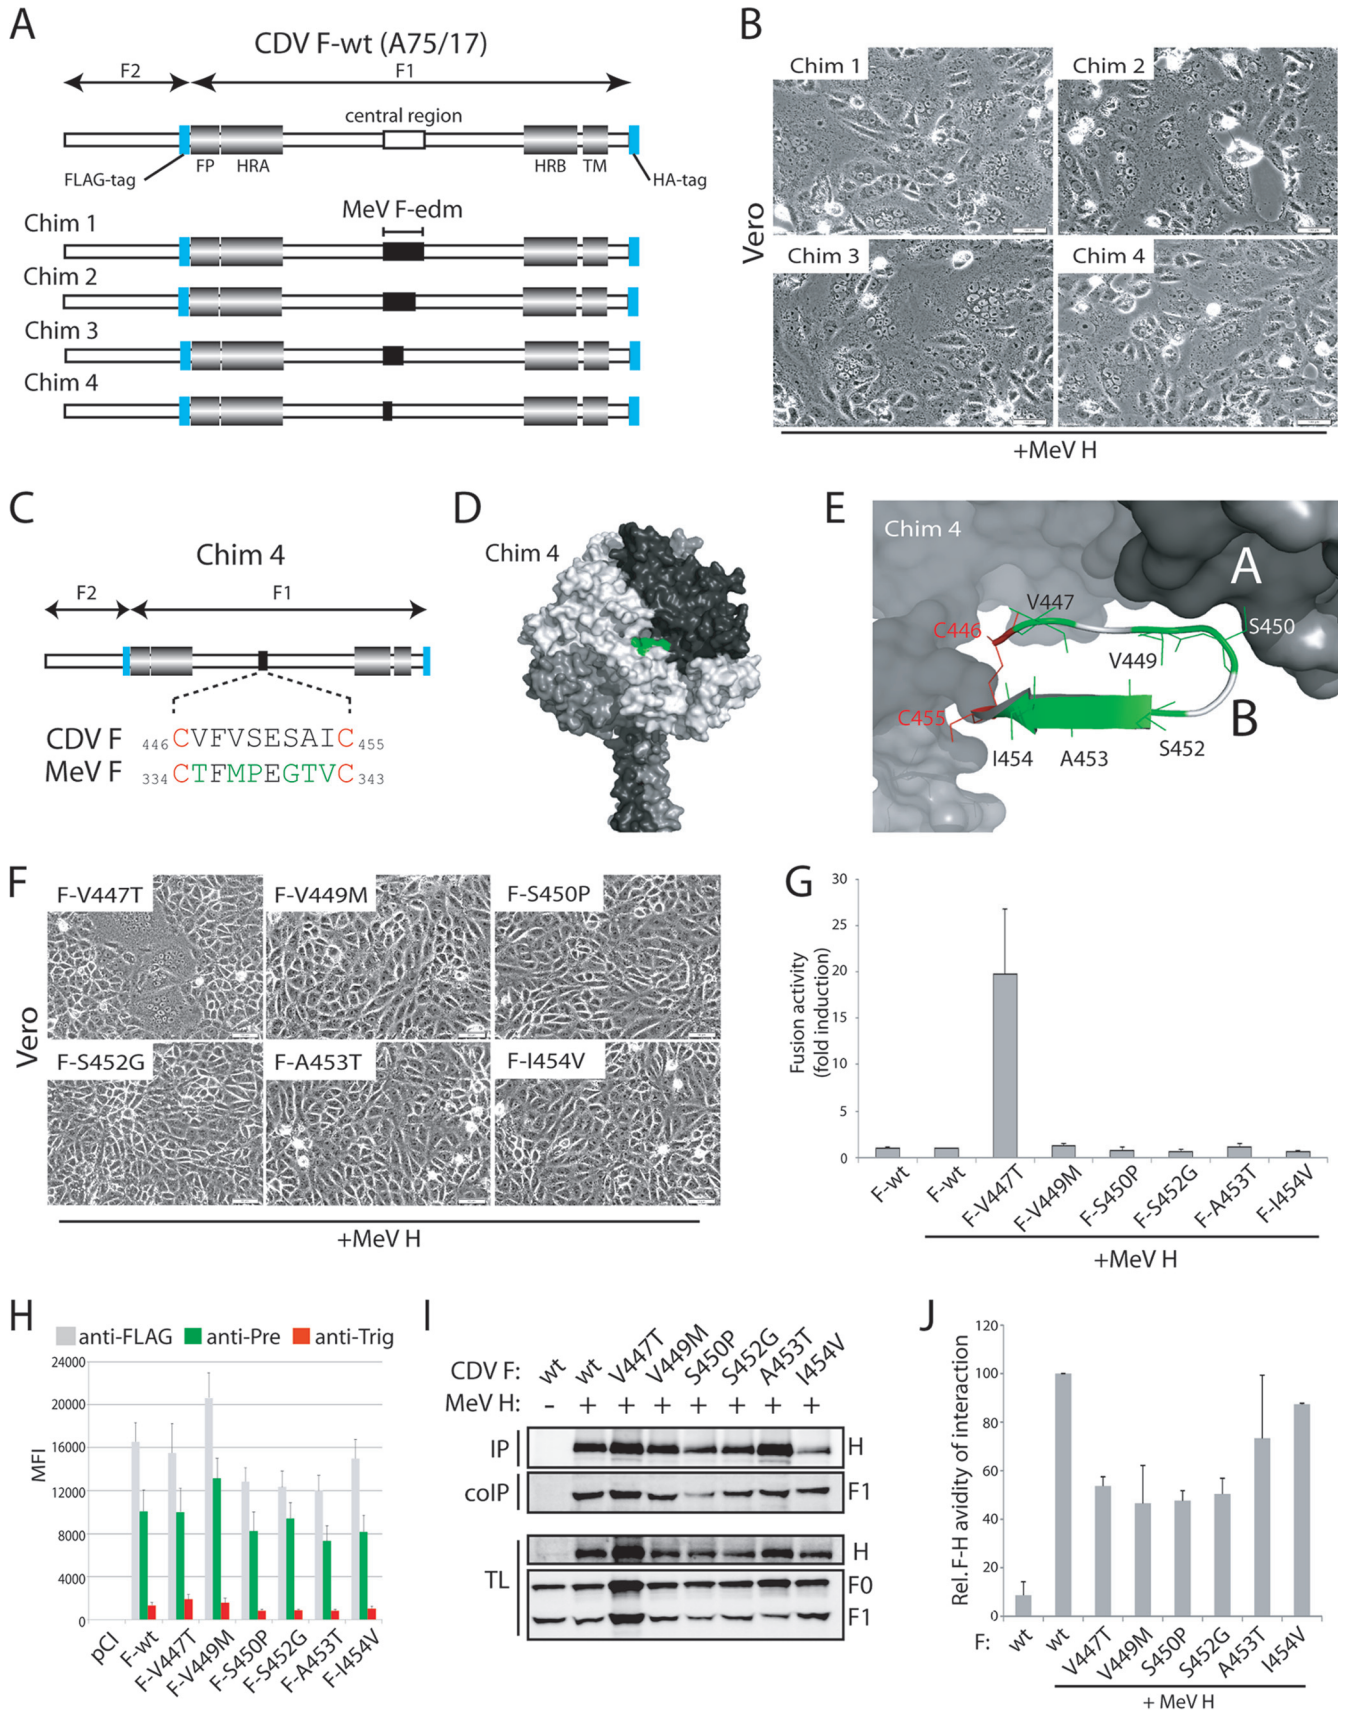 A
CDV F-wt (A75/17)
F2
F1
central region
FLAG-tag
FP
HRA
HRB
TM
HA-tag
MeV F-edm
Chim 1
Chim 2
Chim 3
Chim 4
B
Chim 1
Chim 2
Chim 3
Chim 4
Vero
+MeV H
C
Chim 4
F2
F1
CDV F 446 CVFVSESAIC 455
MeV F 334 CTFMPEGTVC 343
D
Chim 4
E
Chim 4
A
V447
C446
S450
V449
B
C455
I454
A453
S452
F
F-V447T
F-V449M
F-S450P
F-S452G
F-A453T
F-I454V
Vero
+MeV H
G
Fusion activity
(fold induction)
30
25
20
15
10
5
0
F-wt
F-wt
F-V447T
F-V449M
F-S450P
F-S452G
F-A453T
F-I454V
+MeV H
H
anti-FLAG
anti-Pre
anti-Trig
MFI
24000
20000
16000
12000
8000
4000
0
pCI
F-wt
F-V447T
F-V449M
F-S450P
F-S452G
F-A453T
F-I454V
I
CDV F: wt wt V447T V449M S450P S452G A453T I454V
MeV H: - + + + + + + +
IP
H
coIP
F1
TL
H
F0
F1
J
Rel. F-H avidity of interaction
120
100
80
60
40
20
0
F: wt wt V447T V449M S450P S452G A453T I454V
+ MeV H